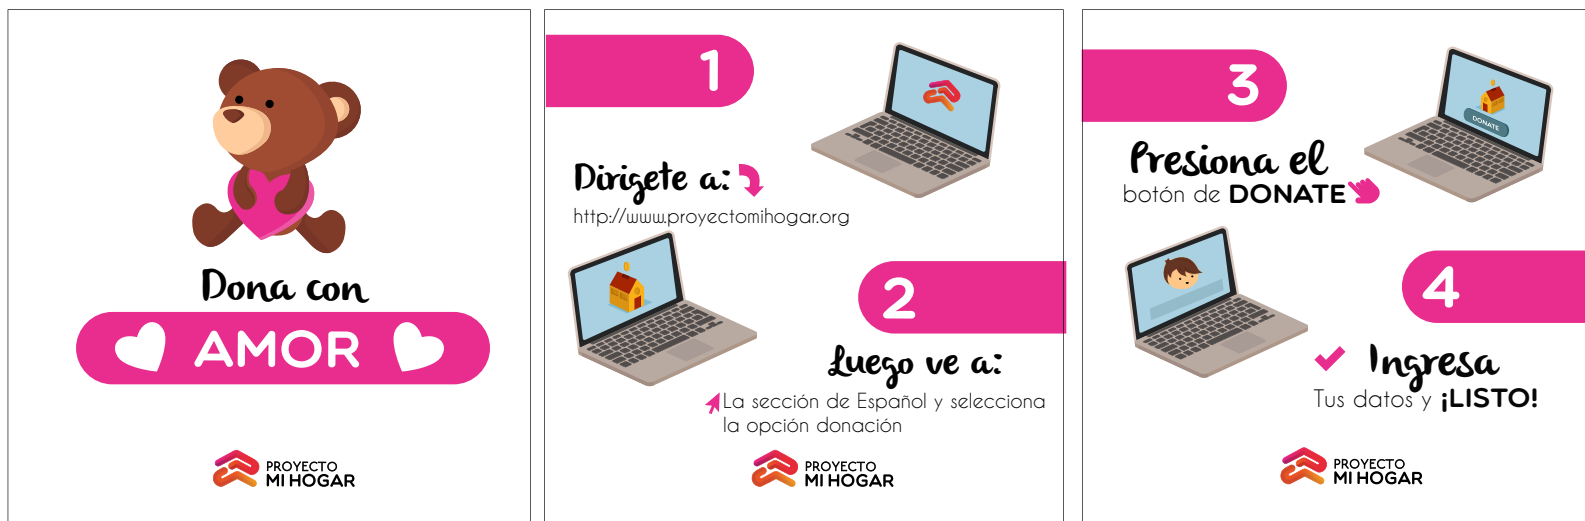 Dona con
AMOR
PROYECTO
MI HOGAR
1
Dirigete a:
http://www.proyectomihogar.org
2
Luego ve a:
La sección de Español y selecciona
la opción donación
PROYECTO
MI HOGAR
3
DONATE
Presiona el
botón de DONATE
4
Ingresa
Tus datos y ¡LISTO!
PROYECTO
MI HOGAR